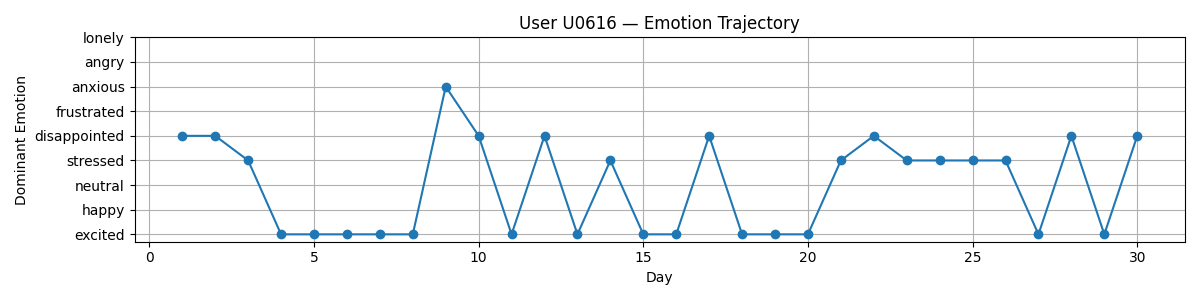 User U0616 — Emotion Trajectory
Dominant Emotion
lonely
angry
anxious
frustrated
disappointed
stressed
neutral
happy
excited
0 5 10 15 20 25 30
Day